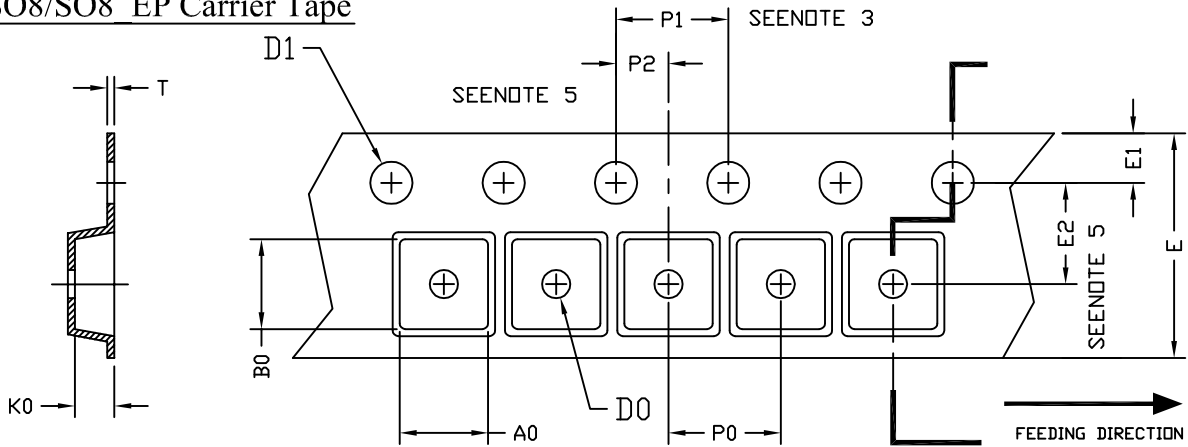 SO8/SO8_EP Carrier Tape
P1
SEENOTE 3
D1
P2
T
SEENOTE 5
E1
E2
E
SEENOTE 5
B0
K0
A0
D0
P0
FEEDING DIRECTION